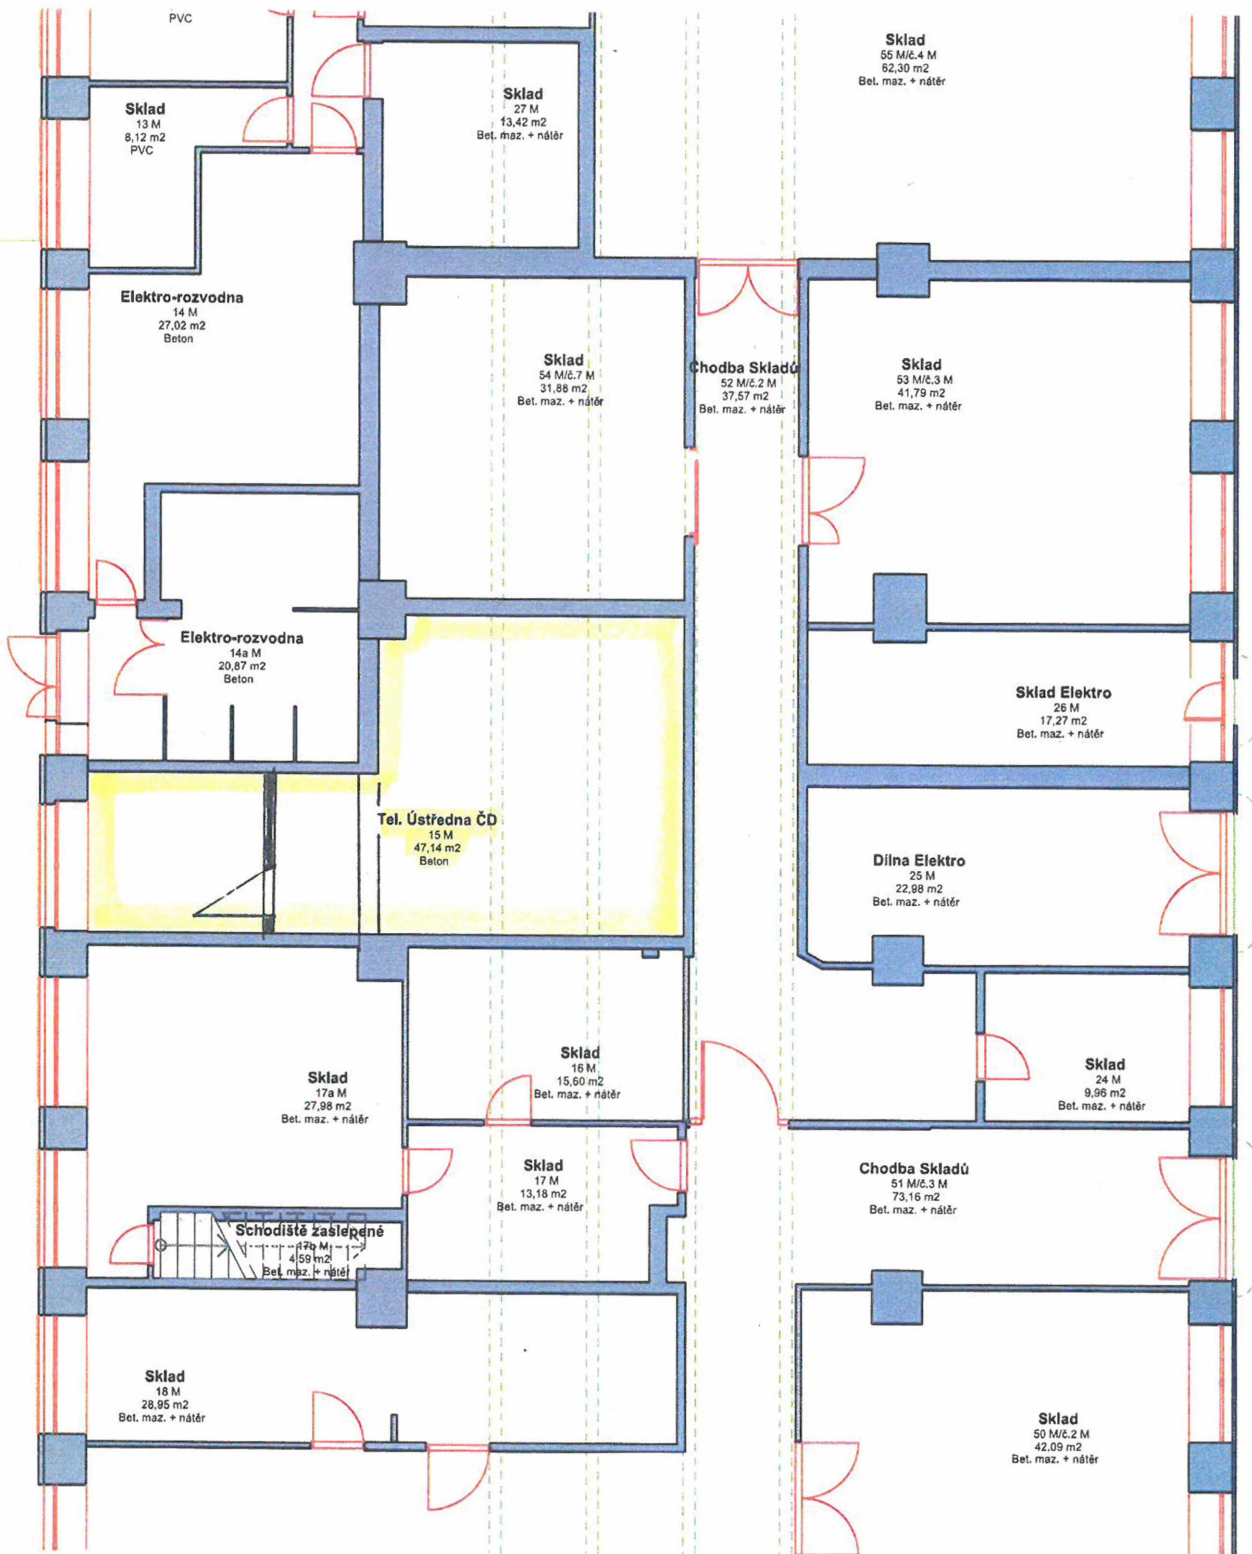 PVC
Sklad
13 M
8,12 m2
PVC
Sklad
27 M
13,42 m2
Bet. maz. + nátěr
Sklad
55 M/č.4 M
62,30 m2
Bet. maz. + nátěr
Elektro-rozvodna
14 M
27,02 m2
Beton
Sklad
54 M/č.7 M
31,88 m2
Bet. maz. + nátěr
Chodba Skladů
52 M/č.2 M
37,57 m2
Bet. maz. + nátěr
Sklad
53 M/č.3 M
41,79 m2
Bet. maz. + nátěr
Elektro-rozvodna
14a M
20,87 m2
Beton
Sklad Elektro
26 M
17,27 m2
Bet. maz. + nátěr
Tel. Ústředna ČD
15 M
47,14 m2
Beton
Dílna Elektro
25 M
22,98 m2
Bet. maz. + nátěr
Sklad
17a M
27,98 m2
Bet. maz. + nátěr
Sklad
16 M
15,60 m2
Bet. maz. + nátěr
Sklad
24 M
9,96 m2
Bet. maz. + nátěr
Sklad
17 M
13,18 m2
Bet. maz. + nátěr
Chodba Skladů
51 M/č.3 M
73,16 m2
Bet. maz. + nátěr
Schodiště zaslepené
17b M
4,59 m2
Bet. maz. + nátěr
Sklad
18 M
28,95 m2
Bet. maz. + nátěr
Sklad
50 M/č.2 M
42,09 m2
Bet. maz. + nátěr